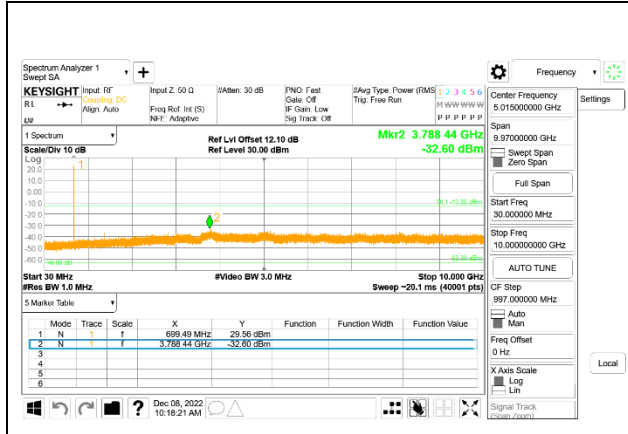 Spectrum Analyzer 1
Swept SA
Frequency
KEYSIGHT
Input: RF
Input Z: 50 Ω
#Atten: 30 dB
PNO: Fast
#Avg Type: Power (RMS
1 2 3 4 5 6
R L
Coupling: DC
Gate: Off
Trig: Free Run
Align: Auto
Freq Ref: Int (S)
IF Gain: Low
M W W W W W
NFE: Adaptive
Sig Track: Off
P P P P P P
1 Spectrum
Ref Lvl Offset 12.10 dB
Mkr2 3.788 44 GHz
Scale/Div 10 dB
Ref Level 30.00 dBm
-32.60 dBm
Log
20.0
10.0
0.00
-10.0
-20.0
-30.0
-40.0
-50.0
-60.0
1
2
DL1 -13.00 dBm
Start 30 MHz
#Video BW 3.0 MHz
Stop 10.000 GHz
#Res BW 1.0 MHz
Sweep ~20.1 ms (40001 pts)
5 Marker Table
Mode Trace Scale X Y Function Function Width Function Value
1 N 1 f 699.49 MHz 29.56 dBm
2 N 1 f 3.788 44 GHz -32.60 dBm
3
4
5
6
Dec 08, 2022
10:18:21 AM
?
Center Frequency
5.015000000 GHz
Span
9.97000000 GHz
Swept Span
Zero Span
Full Span
Start Freq
30.000000 MHz
Stop Freq
10.000000000 GHz
AUTO TUNE
CF Step
997.000000 MHz
Auto
Man
Freq Offset
0 Hz
X Axis Scale
Log
Lin
Signal Track
(Span Zoom)
Settings
Local